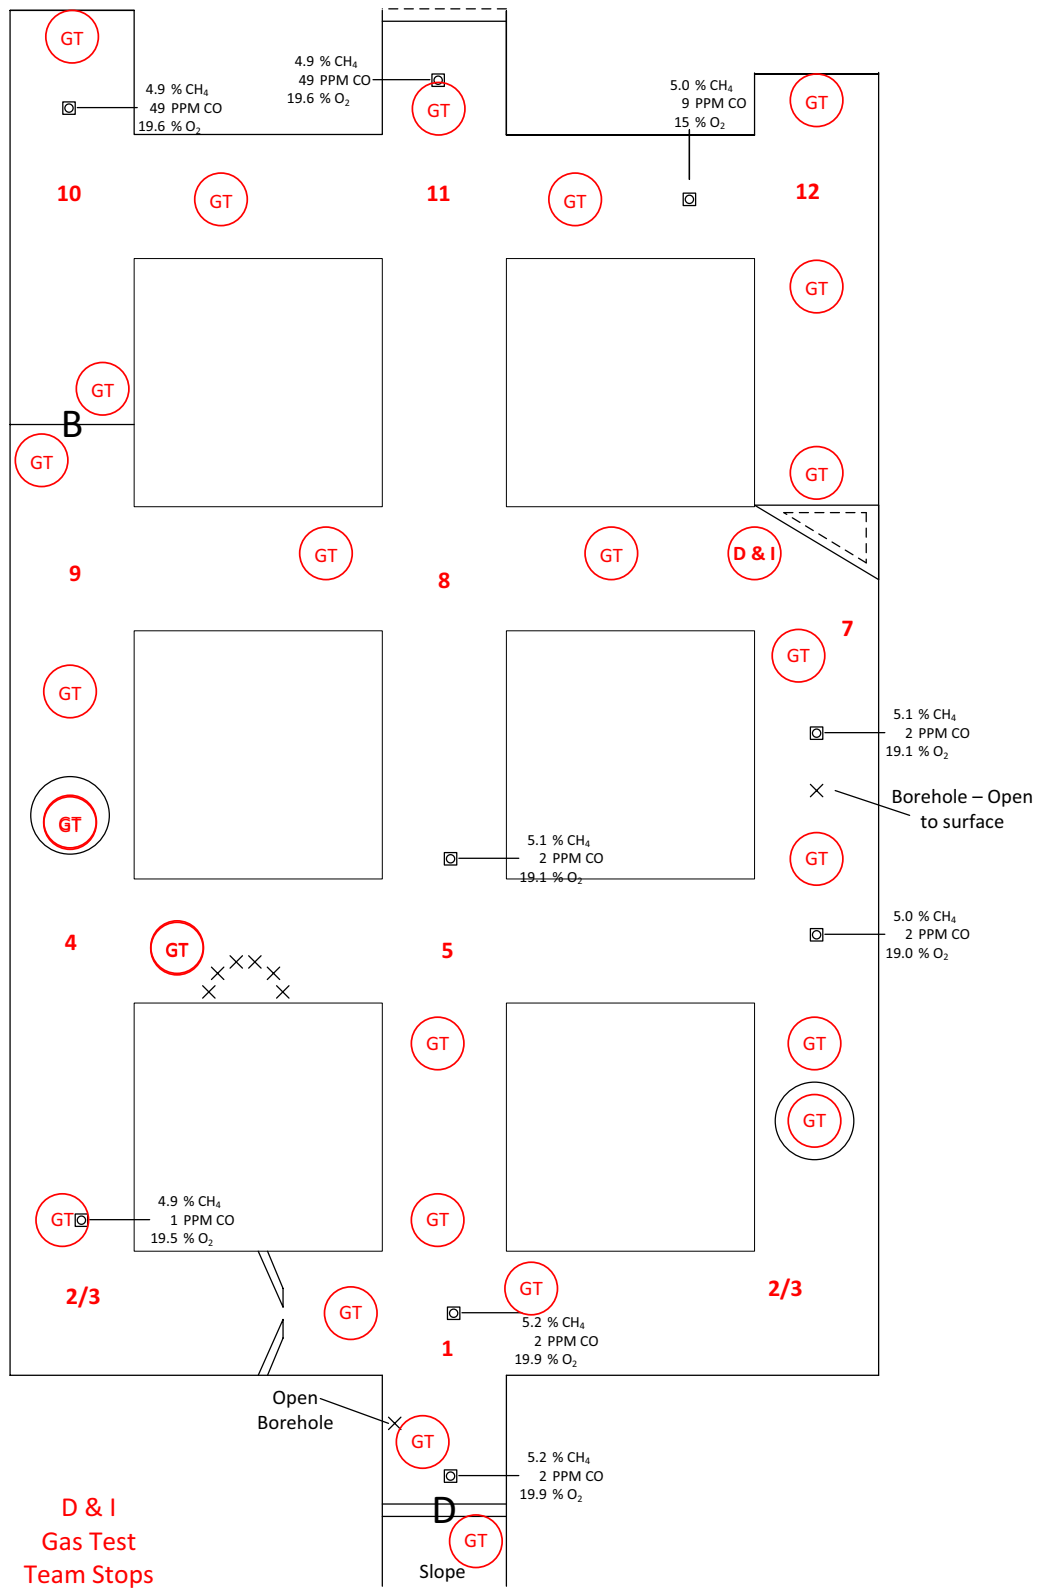 GT
4.9 % CH₄
49 PPM CO
19.6 % O₂
4.9 % CH₄
49 PPM CO
19.6 % O₂
GT
5.0 % CH₄
9 PPM CO
15 % O₂
GT
10
GT
11
GT
12
GT
GT
B
GT
GT
GT
GT
D & I
9
8
7
GT
GT
5.1 % CH₄
2 PPM CO
19.1 % O₂
Borehole – Open
to surface
GT
5.1 % CH₄
2 PPM CO
19.1 % O₂
GT
5.0 % CH₄
2 PPM CO
19.0 % O₂
4
GT
5
GT
GT
GT
GT
4.9 % CH₄
1 PPM CO
19.5 % O₂
GT
2/3
GT
GT
2/3
5.2 % CH₄
2 PPM CO
19.9 % O₂
1
Open
Borehole
GT
5.2 % CH₄
2 PPM CO
19.9 % O₂
D
GT
Slope
D & I
Gas Test
Team Stops